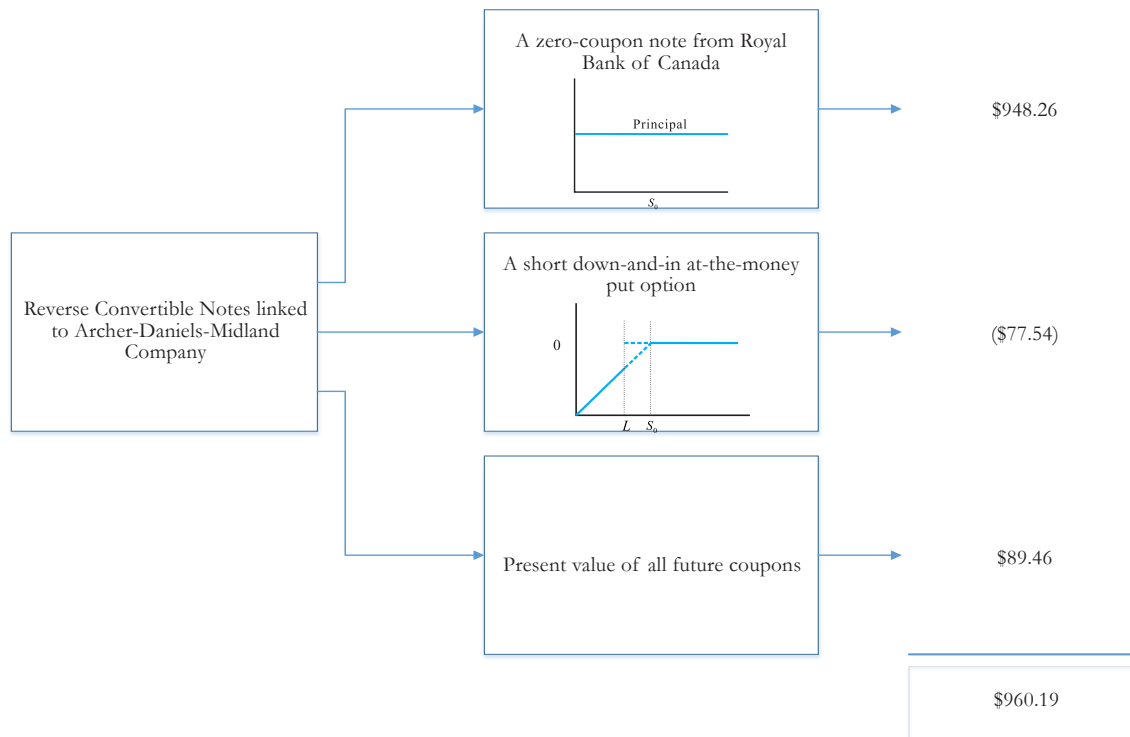 A zero-coupon note from Royal
Bank of Canada
Principal
S₀
$948.26
Reverse Convertible Notes linked
to Archer-Daniels-Midland
Company
A short down-and-in at-the-money
put option
0
L S₀
($77.54)
Present value of all future coupons
$89.46
$960.19